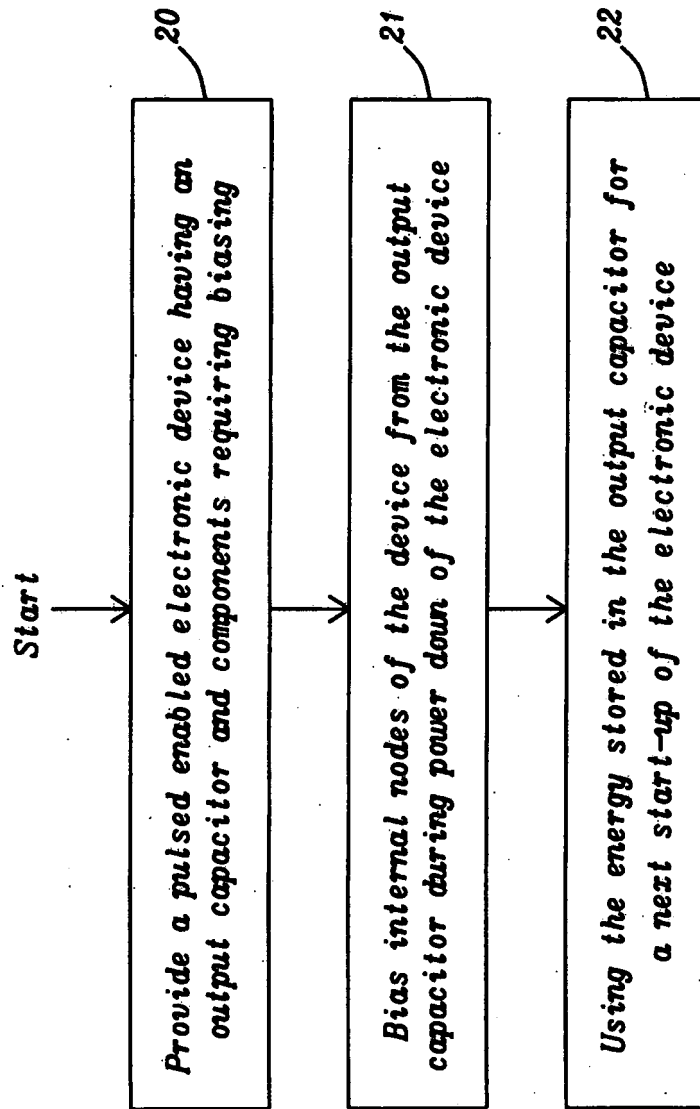 Start
Provide a pulsed enabled electronic device having an
output capacitor and components requiring biasing
20
Bias internal nodes of the device from the output
capacitor during power down of the electronic device
21
Using the energy stored in the output capacitor for
a next start-up of the electronic device
22